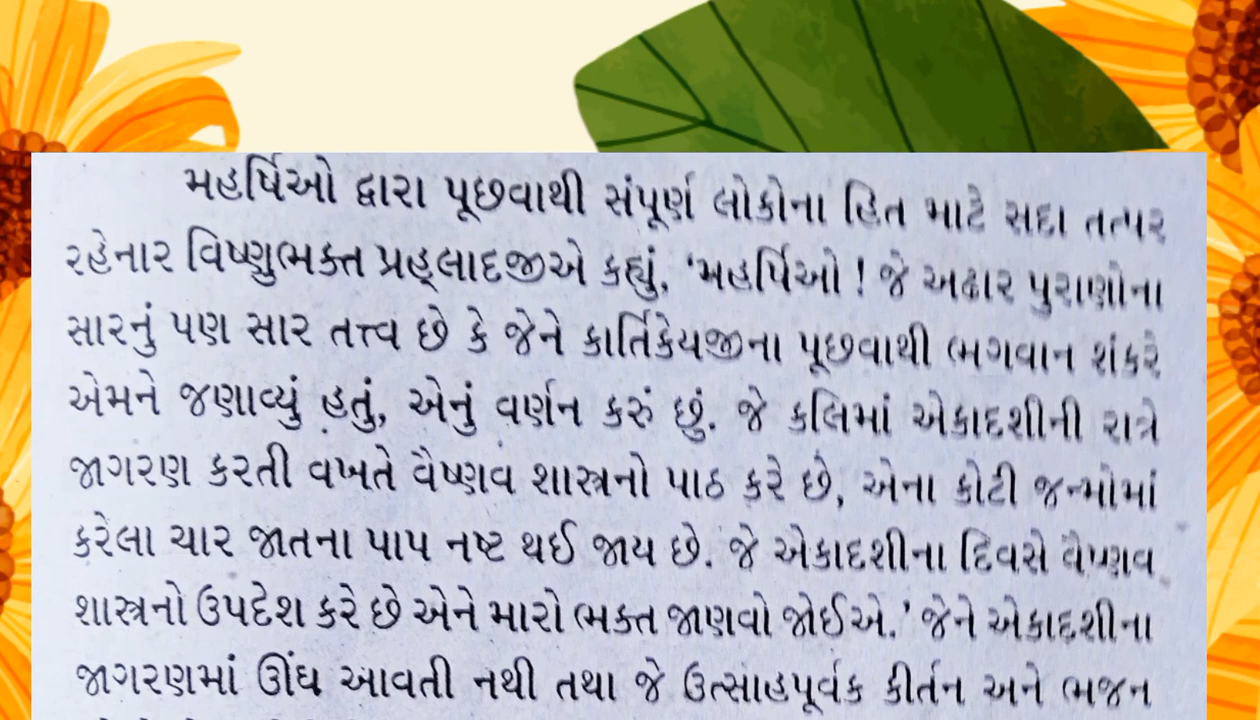 મહર્ષિઓ દ્વારા પૂછવાથી સંપૂર્ણ લોકોના હિત માટે સદા તત્પર
રહેનાર વિષ્ણુભક્ત પ્રહ્લાદજીએ કહ્યું, ‘મહર્ષિઓ ! જે અઢાર પુરાણોના
સારનું પણ સાર તત્ત્વ છે કે જેને કાર્તિકેયજીના પૂછવાથી ભગવાન શંકરે
એમને જણાવ્યું હતું, એનું વર્ણન કરું છું. જે કલિમાં એકાદશીની રાત્રે
જાગરણ કરતી વખતે વૈષ્ણવ શાસ્ત્રનો પાઠ કરે છે, એના કોટી જન્મોમાં
કરેલા ચાર જાતના પાપ નષ્ટ થઈ જાય છે. જે એકાદશીના દિવસે વૈષ્ણવ
શાસ્ત્રનો ઉપદેશ કરે છે એને મારો ભક્ત જાણવો જોઈએ.’ જેને એકાદશીના
જાગરણમાં ઊંઘ આવતી નથી તથા જે ઉત્સાહપૂર્વક કીર્તન અને ભજન